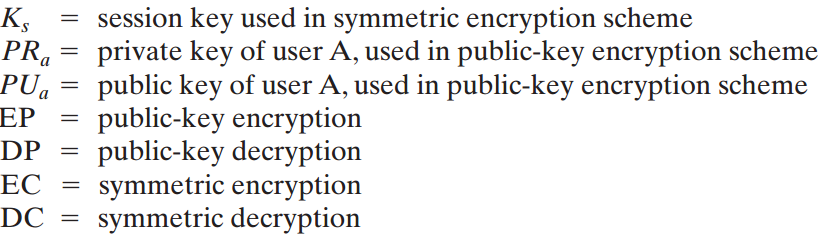 K_s = session key used in symmetric encryption scheme
PR_a = private key of user A, used in public-key encryption scheme
PU_a = public key of user A, used in public-key encryption scheme
EP = public-key encryption
DP = public-key decryption
EC = symmetric encryption
DC = symmetric decryption